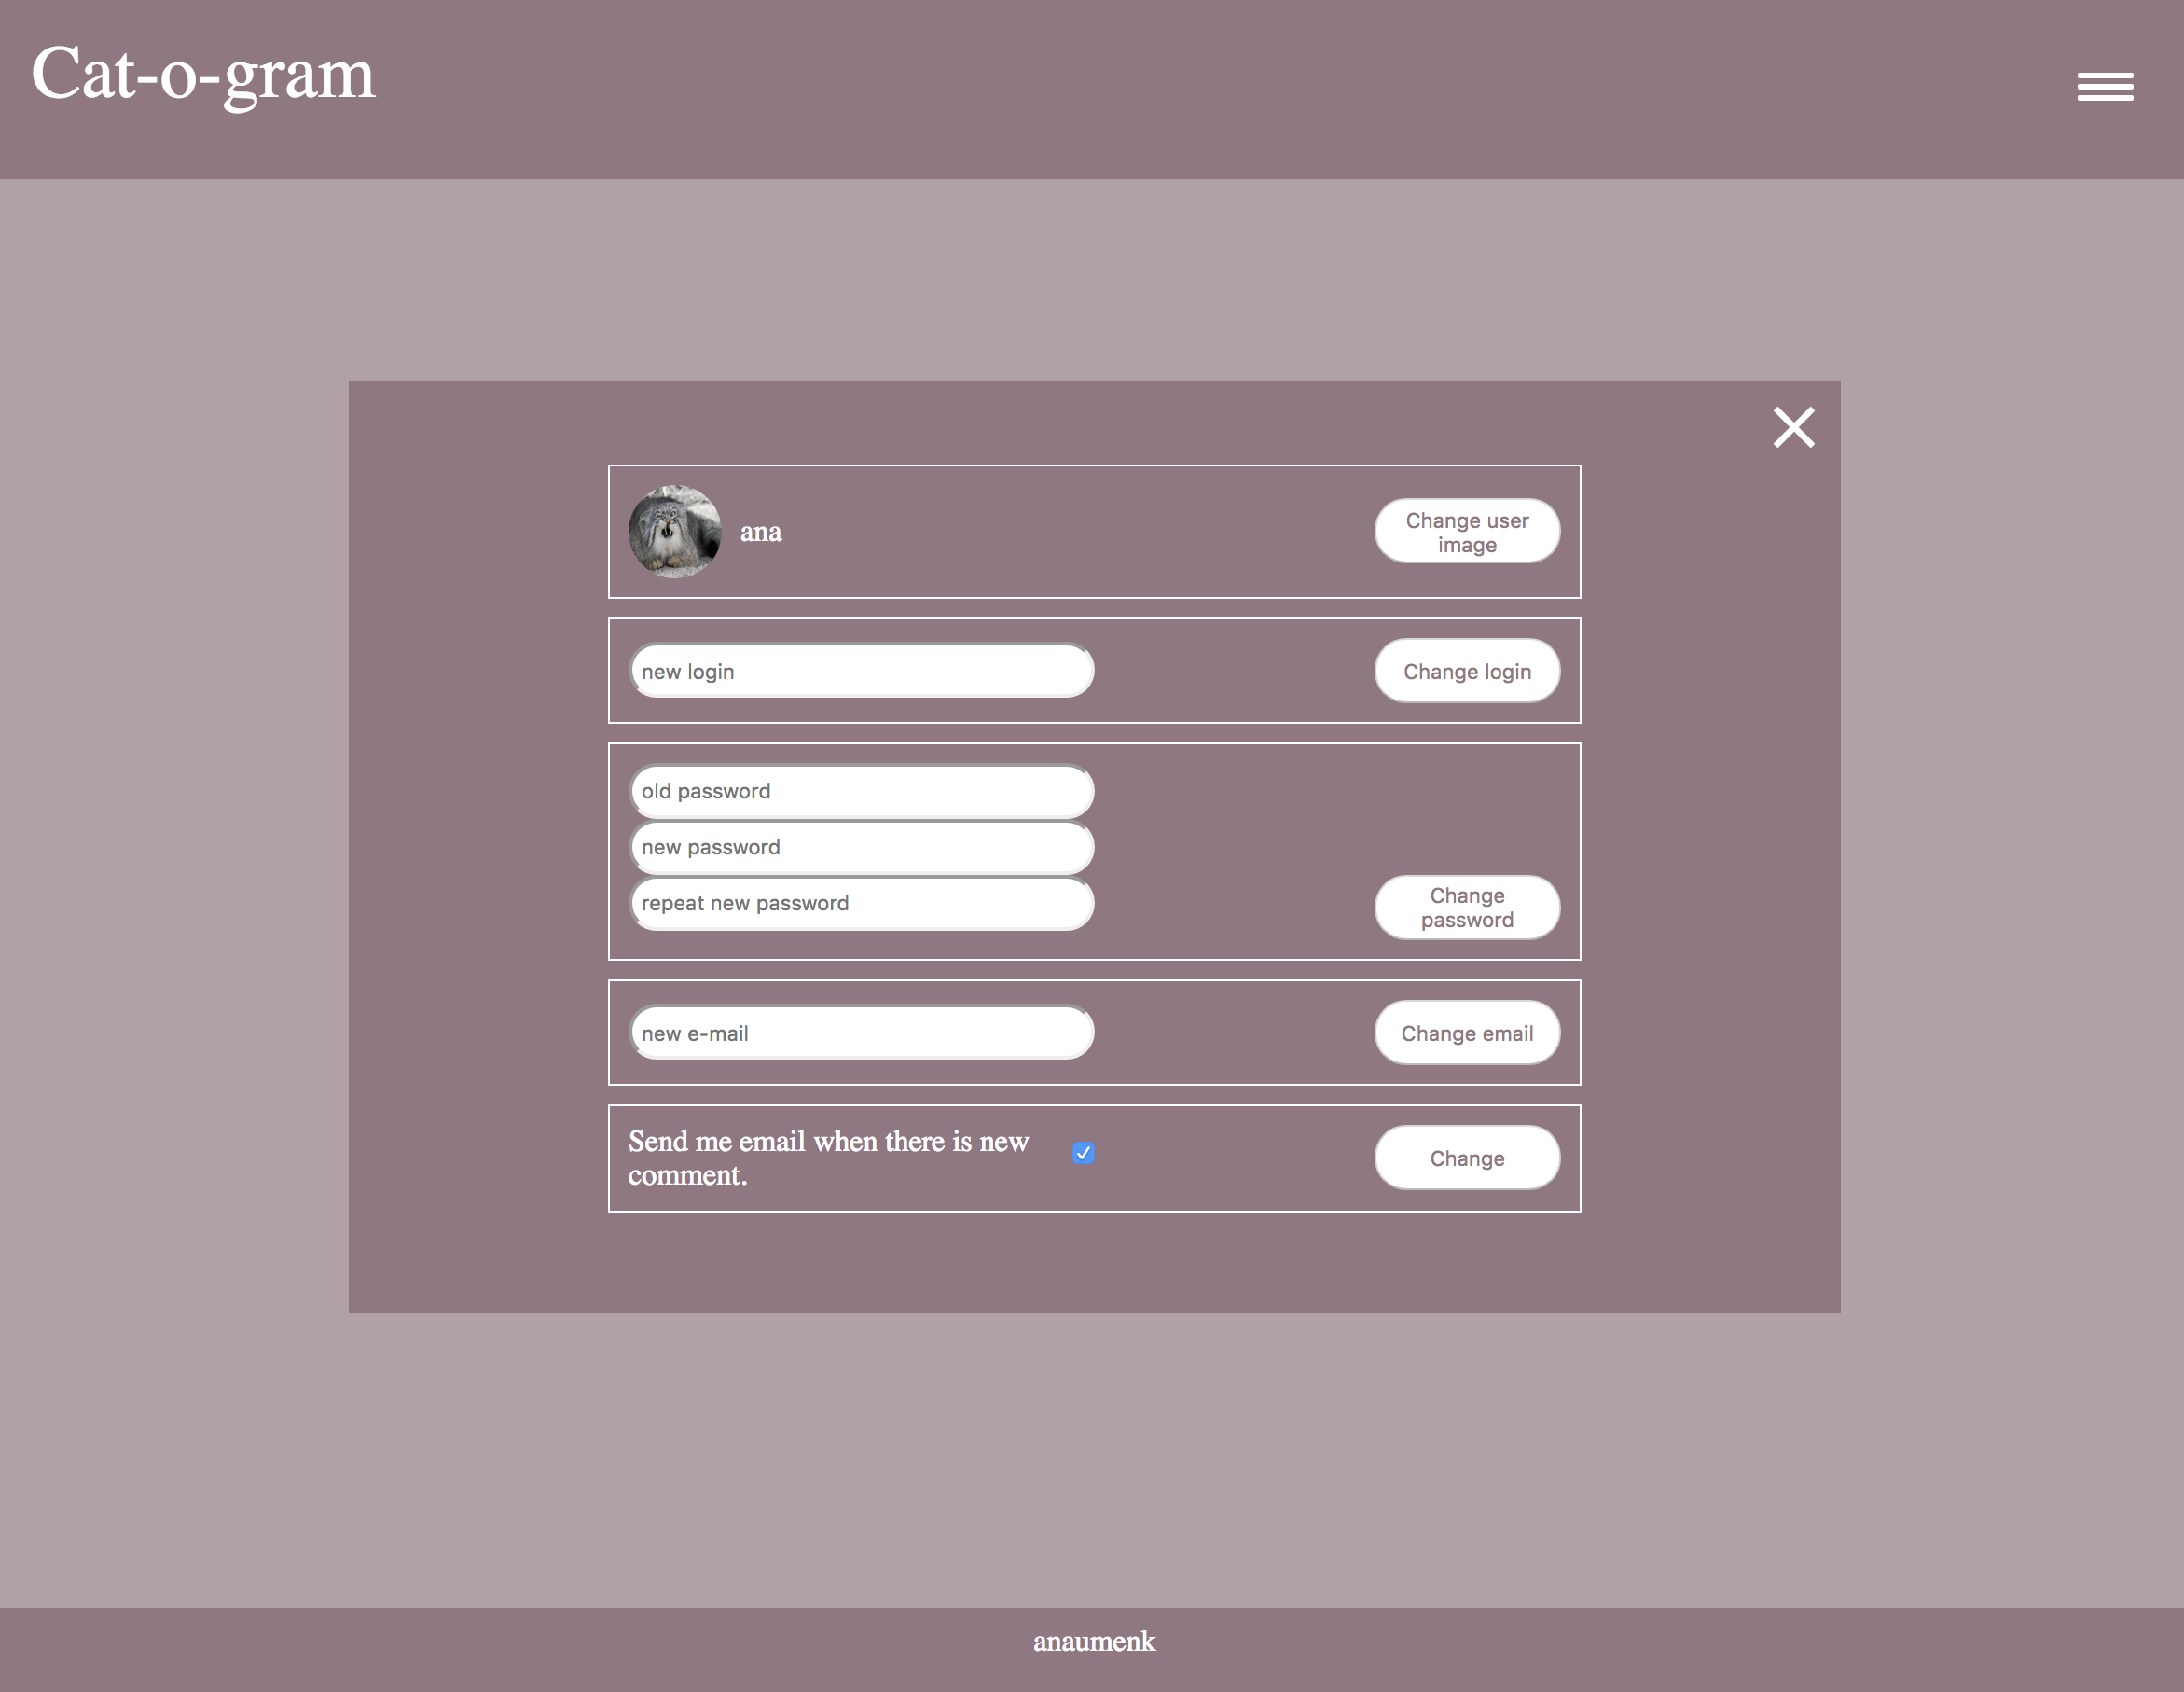 Cat-o-gram
ana
Change user
image
new login
Change login
old password
new password
repeat new password
Change
password
new e-mail
Change email
Send me email when there is new
comment.
Change
anaumenk